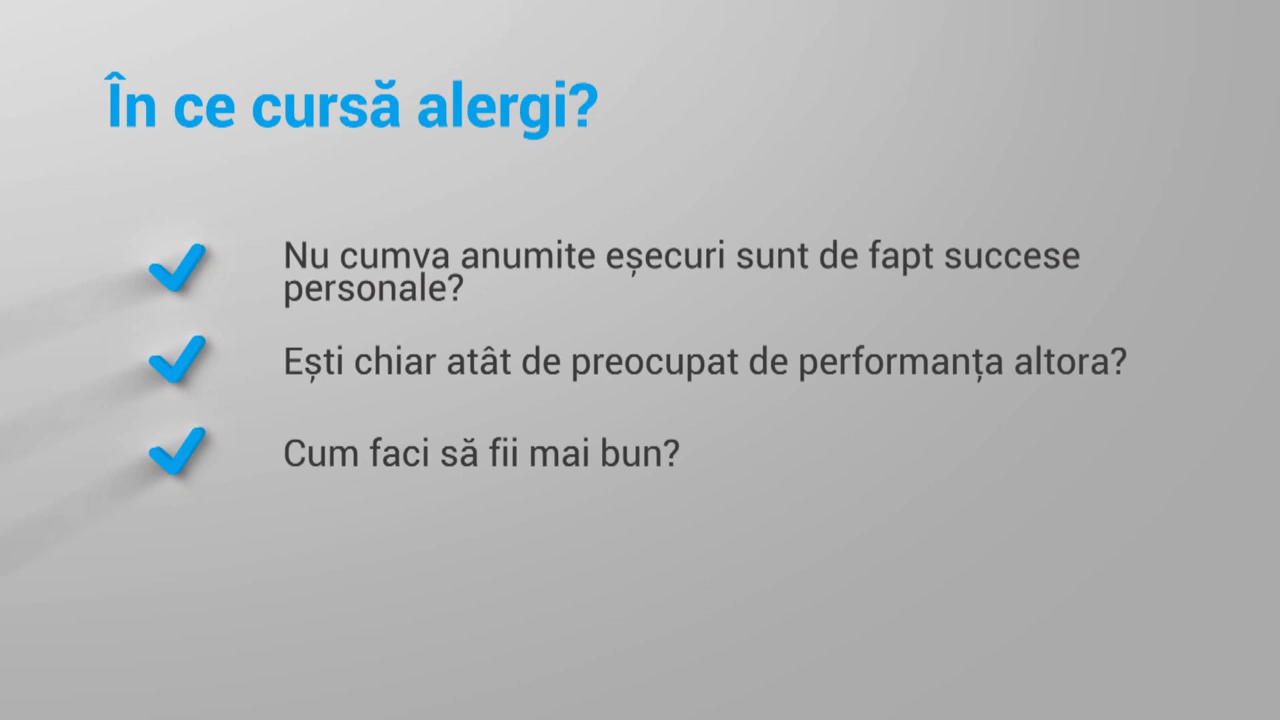 În ce cursă alergi?
Nu cumva anumite eșecuri sunt de fapt succese
personale?
Ești chiar atât de preocupat de performanța altora?
Cum faci să fii mai bun?